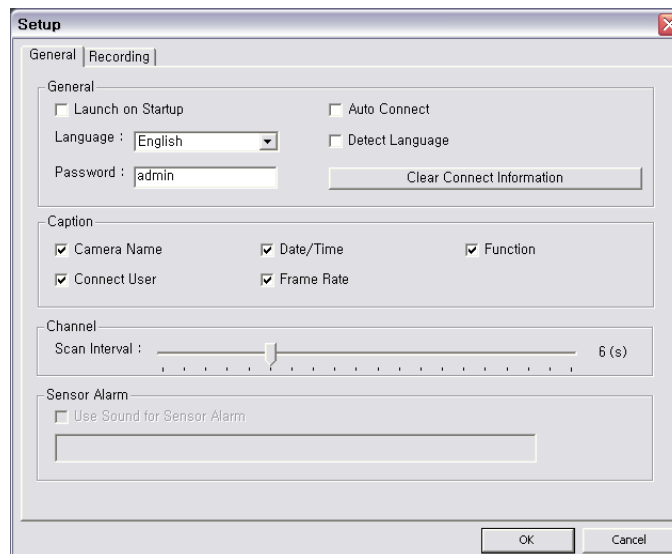 Setup
General Recording
General
Launch on Startup Auto Connect
Language : English Detect Language
Password : admin Clear Connect Information
Caption
Camera Name Date/Time Function
Connect User Frame Rate
Channel
Scan Interval : 6 (s)
Sensor Alarm
Use Sound for Sensor Alarm
OK Cancel